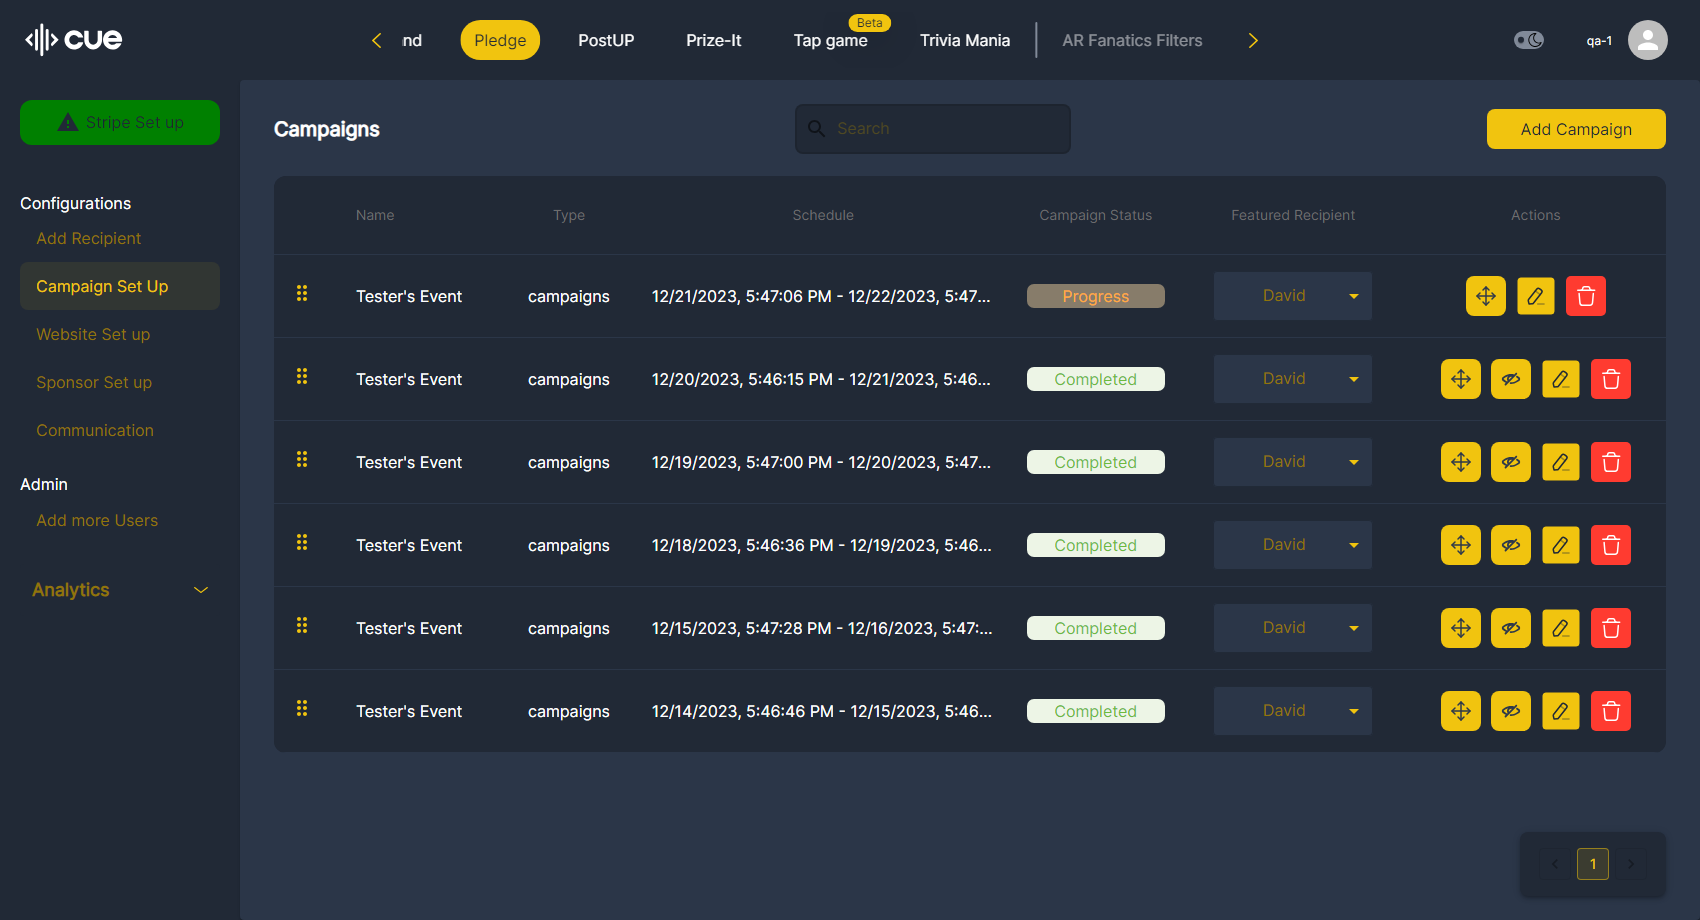 cue
nd
Pledge
PostUP
Prize-It
Beta
Tap game
Trivia Mania
AR Fanatics Filters
qa-1
Stripe Set up
Configurations
Add Recipient
Campaign Set Up
Website Set up
Sponsor Set up
Communication
Admin
Add more Users
Analytics
Campaigns
Search
Add Campaign
Name Type Schedule Campaign Status Featured Recipient Actions
Tester's Event campaigns 12/21/2023, 5:47:06 PM - 12/22/2023, 5:47... Progress David
Tester's Event campaigns 12/20/2023, 5:46:15 PM - 12/21/2023, 5:46... Completed David
Tester's Event campaigns 12/19/2023, 5:47:00 PM - 12/20/2023, 5:47... Completed David
Tester's Event campaigns 12/18/2023, 5:46:36 PM - 12/19/2023, 5:46... Completed David
Tester's Event campaigns 12/15/2023, 5:47:28 PM - 12/16/2023, 5:47:... Completed David
Tester's Event campaigns 12/14/2023, 5:46:46 PM - 12/15/2023, 5:46... Completed David
1